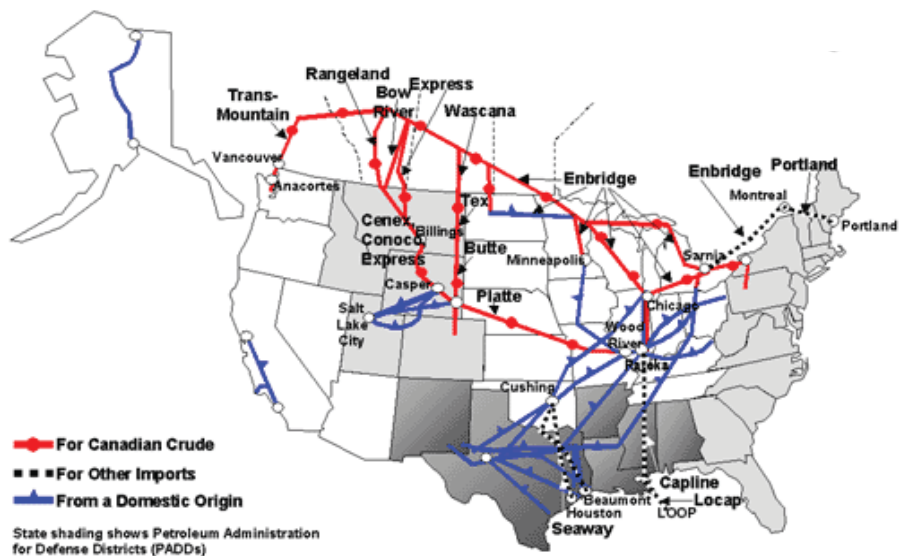 Rangeland
Bow
River
Express
Wascana
Trans-
Mountain
Vancouver
Anacortes
Enbridge
Enbridge
Portland
Montreal
Portland
Tex
Cenex,
Conoco,
Express
Billings
Butte
Minneapolis
Sarnia
Casper
Platte
Chicago
Salt
Lake
City
Wood
River
Patoka
Cushing
For Canadian Crude
For Other Imports
From a Domestic Origin
Capline
Beaumont
Locap
Houston
LOOP
Seaway
State shading shows Petroleum Administration
for Defense Districts (PADDs)